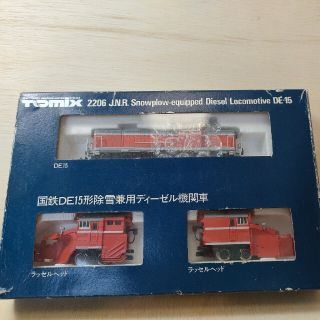 TOMIX 2206 J.N.R. Snowplow-equipped Diesel Locomotive DE-15
DE15
国鉄DE15形除雪兼用ディーゼル機関車
ラッセルヘッド ラッセルヘッド